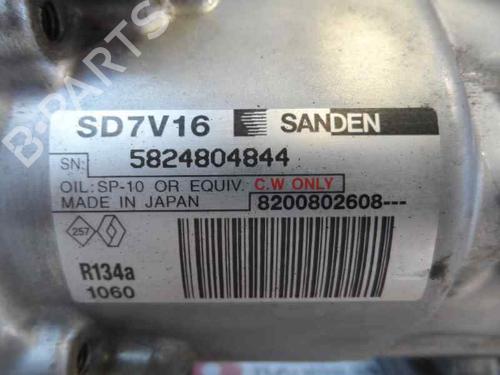 B-PARTS
SD7V16 SANDEN
SN: 5824804844
OIL:SP-10 OR EQUIV. C.W ONLY
MADE IN JAPAN 8200802608---
257
R134a
1060